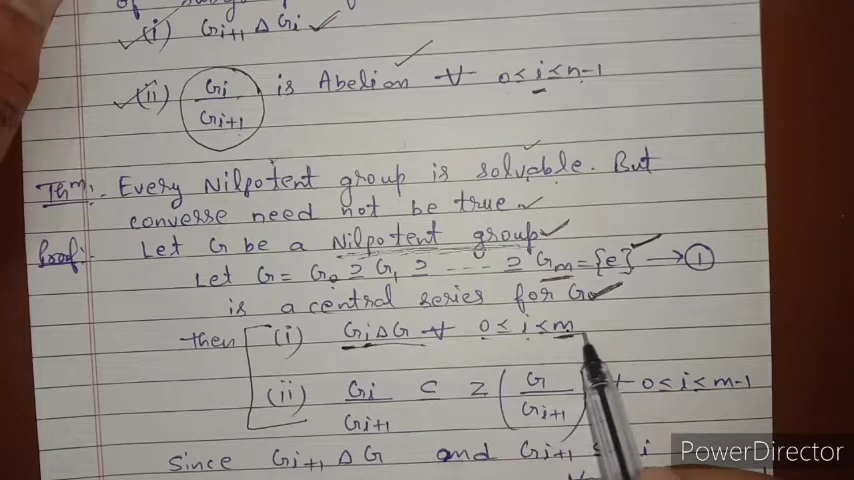 (i) Gi+1 Δ Gi
(ii) Gi/Gi+1 is Abelian ∀ 0≤i≤n-1
Thm:- Every Nilpotent group is solvable. But
converse need not be true
Proof:- Let G be a Nilpotent group
Let G = G0 ⊇ G1 ⊇ ---- ⊇ Gm = {e} → ①
is a central series for G
then (i) Gi Δ G ∀ 0≤i≤m
(ii) Gi/Gi+1 ⊂ Z(G/Gi+1) 0≤i≤m-1
Since Gi+1 Δ G and Gi+1
PowerDirector